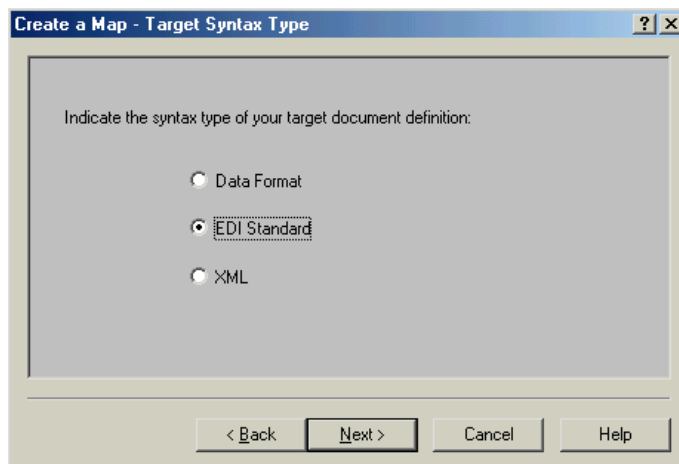 Create a Map - Target Syntax Type
Indicate the syntax type of your target document definition:
Data Format
EDI Standard
XML
< Back Next > Cancel Help